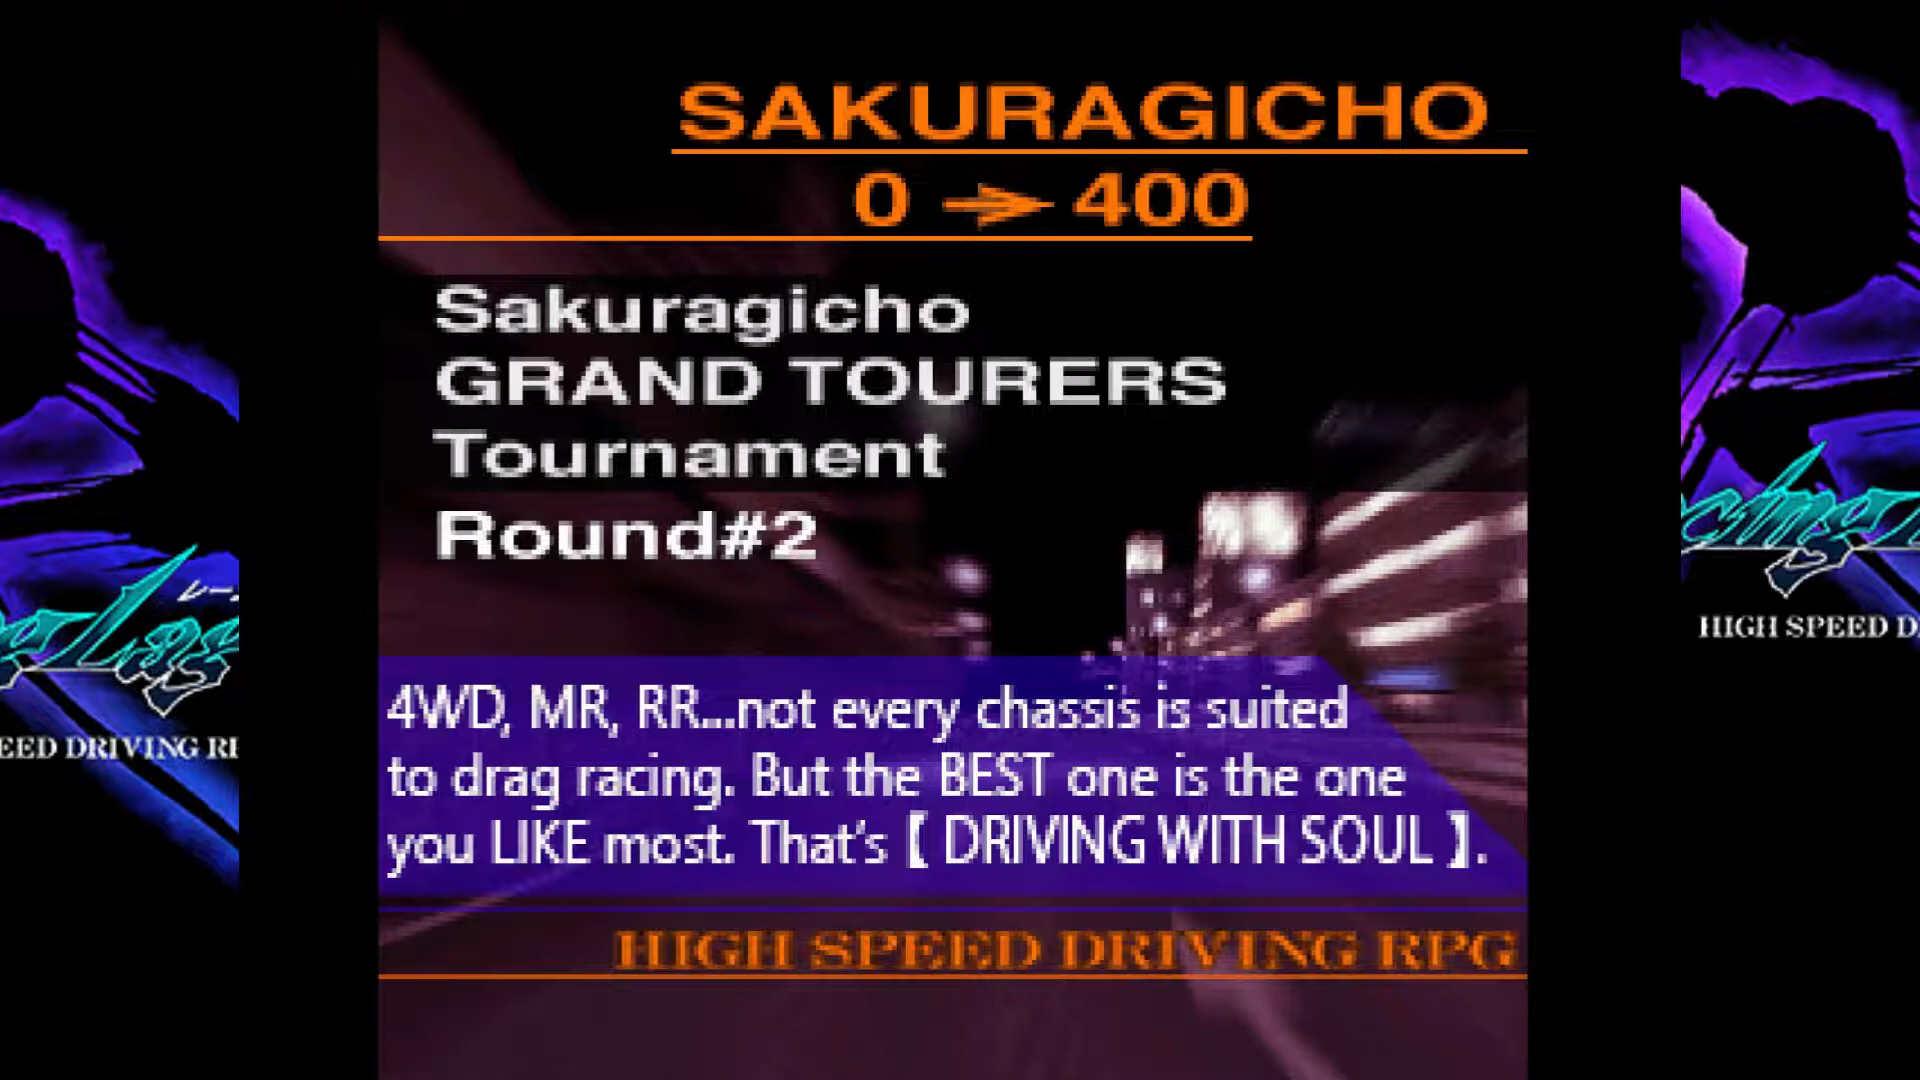 SAKURAGICHO
0 → 400
Sakuragicho
GRAND TOURERS
Tournament
Round#2
4WD, MR, RR...not every chassis is suited
to drag racing. But the BEST one is the one
you LIKE most. That's【 DRIVING WITH SOUL 】.
HIGH SPEED DRIVING RPG
Lag
EED DRIVING RP
HIGH SPEED D